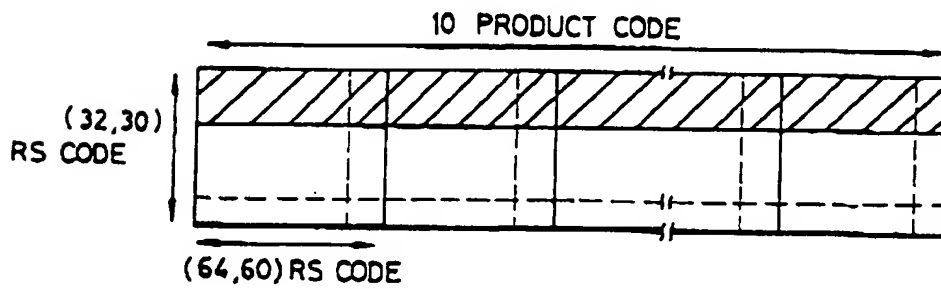 10 PRODUCT CODE
(32,30)
RS CODE
(64,60) RS CODE